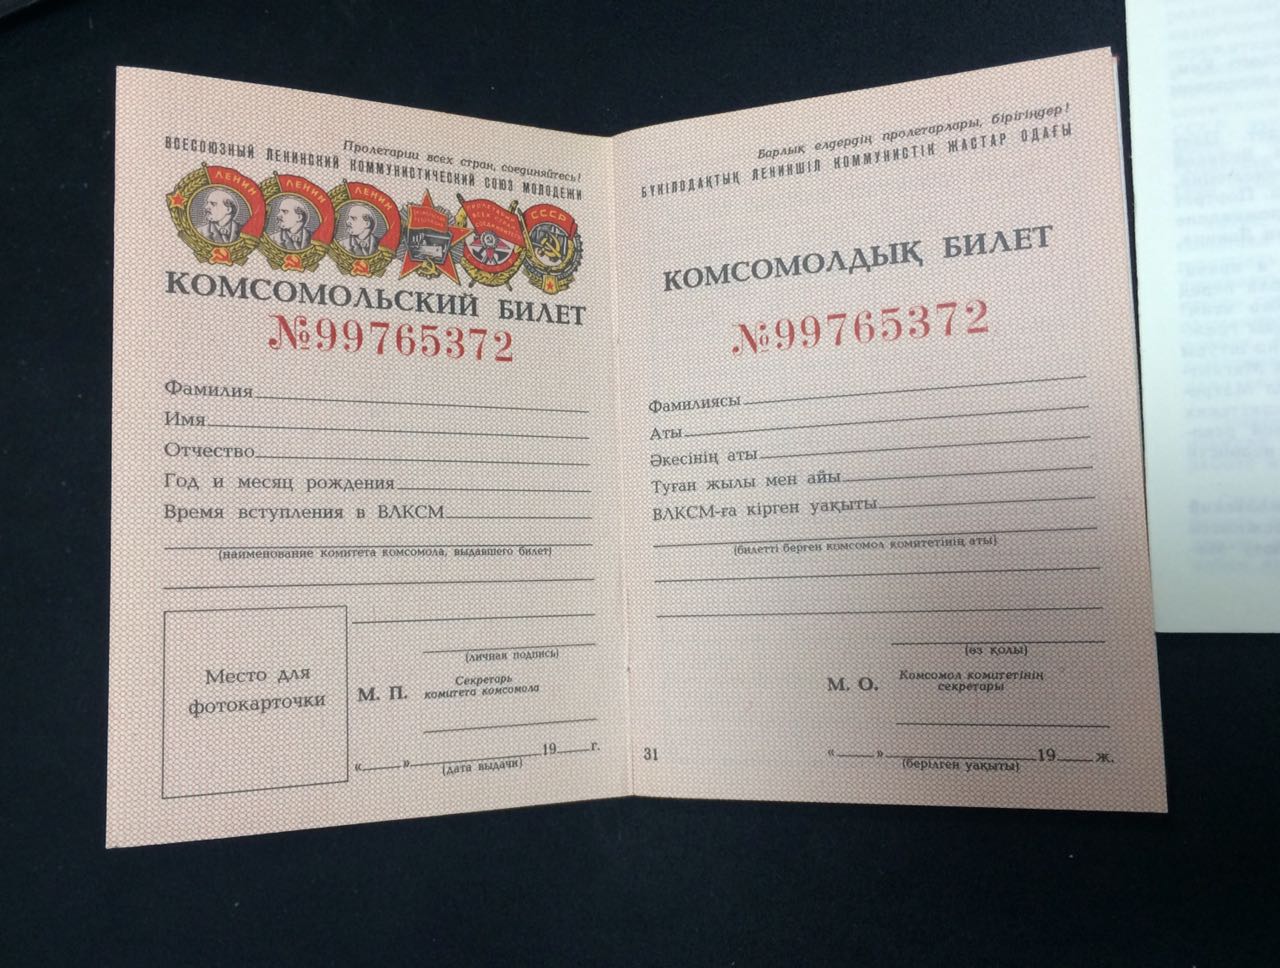 Пролетарии всех стран, соединяйтесь!
ВСЕСОЮЗНЫЙ ЛЕНИНСКИЙ КОММУНИСТИЧЕСКИЙ СОЮЗ МОЛОДЕЖИ
ЛЕНИН
ЛЕНИН
ЛЕНИН
СССР
КОМСОМОЛЬСКИЙ БИЛЕТ
№99765372
Фамилия
Имя
Отчество
Год и месяц рождения
Время вступления в ВЛКСМ
(наименование комитета комсомола, выдавшего билет)
(личная подпись)
Место для
фотокарточки
М. П.
Секретарь
комитета комсомола
« » 19 г.
(дата выдачи)
Барлық елдердің пролетарлары, бірігіңдер!
БҮКІЛОДАҚТЫҚ ЛЕНИНШІЛ КОММУНИСТІК ЖАСТАР ОДАҒЫ
КОМСОМОЛДЫҚ БИЛЕТ
№99765372
Фамилиясы
Аты
Әкесінің аты
Туған жылы мен айы
ВЛКСМ-ға кірген уақыты
(билетті берген комсомол комитетінің аты)
(өз қолы)
М. О.
Комсомол комитетінің
секретары
31
« » 19 ж.
(берілген уақыты)